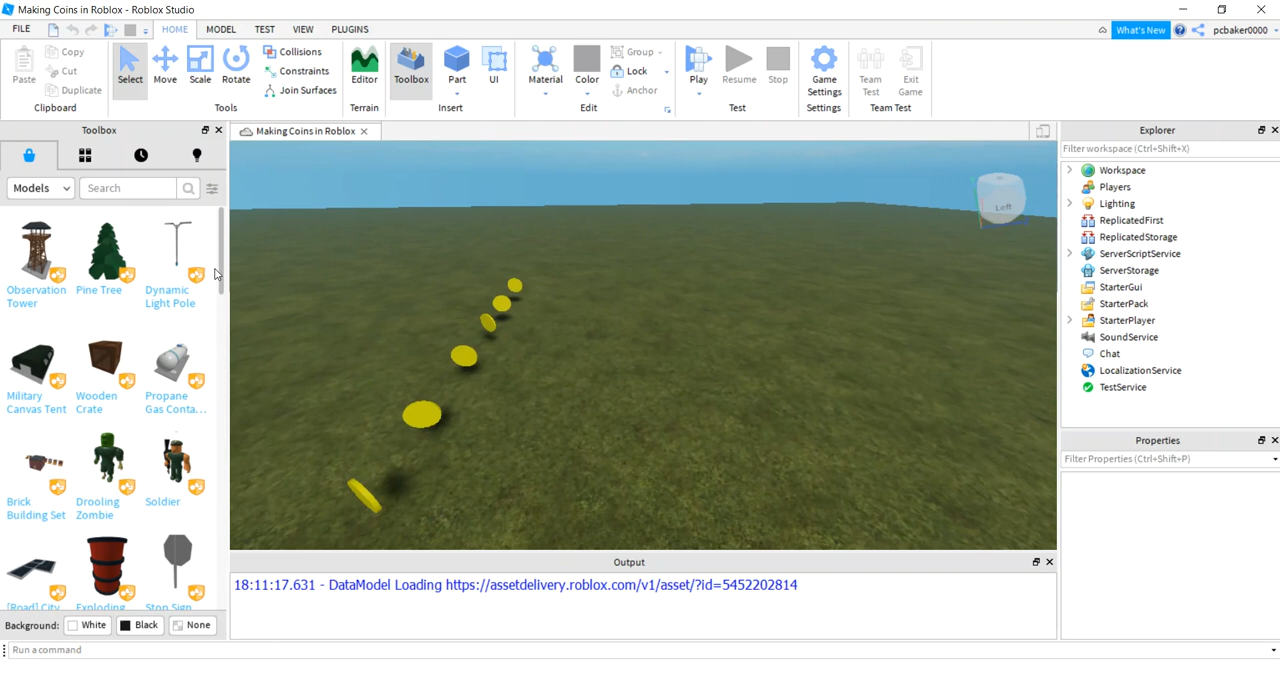 Making Coins in Roblox - Roblox Studio
FILE HOME MODEL TEST VIEW PLUGINS What's New pcbaker0000
Paste Copy Cut Duplicate Select Move Scale Rotate Collisions Constraints Join Surfaces Editor Toolbox Part UI Material Color Group Lock Anchor Play Resume Stop Game Settings Team Test Exit Game
Clipboard Tools Terrain Insert Edit Test Settings Team Test
Toolbox
Making Coins in Roblox
Explorer
Filter workspace (Ctrl+Shift+X)
Models
Search
Observation Tower
Pine Tree
Dynamic Light Pole
Military Canvas Tent
Wooden Crate
Propane Gas Conta...
Brick Building Set
Drooling Zombie
Soldier
[Road] City
Exploding
Stop Sign
Background: White Black None
Left
Workspace
Players
Lighting
ReplicatedFirst
ReplicatedStorage
ServerScriptService
ServerStorage
StarterGui
StarterPack
StarterPlayer
SoundService
Chat
LocalizationService
TestService
Properties
Filter Properties (Ctrl+Shift+P)
Output
18:11:17.631 - DataModel Loading https://assetdelivery.roblox.com/v1/asset/?id=5452202814
Run a command